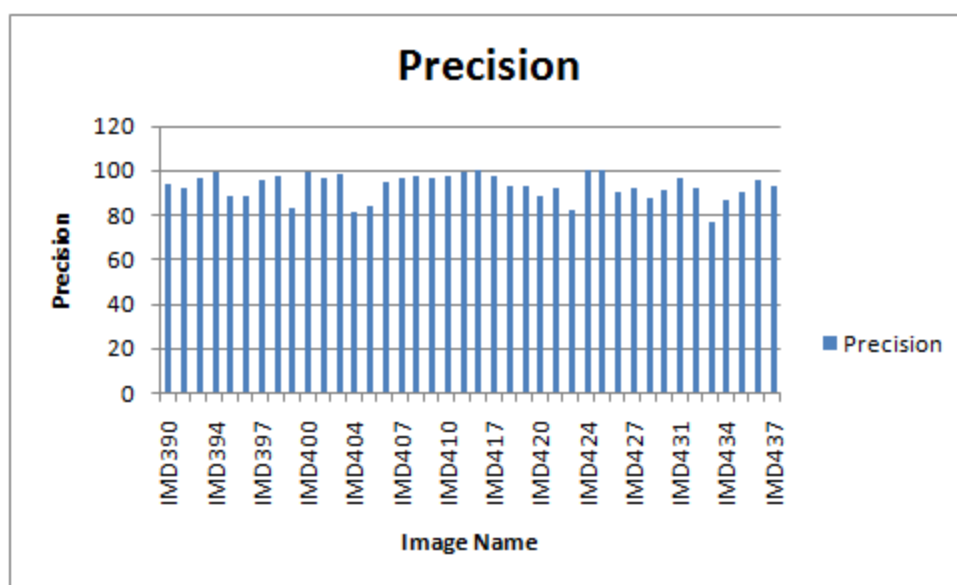 Precision
120
100
80
60
40
20
0
Precision
Precision
IMD390
IMD394
IMD397
IMD400
IMD404
IMD407
IMD410
IMD417
IMD420
IMD424
IMD427
IMD431
IMD434
IMD437
Image Name